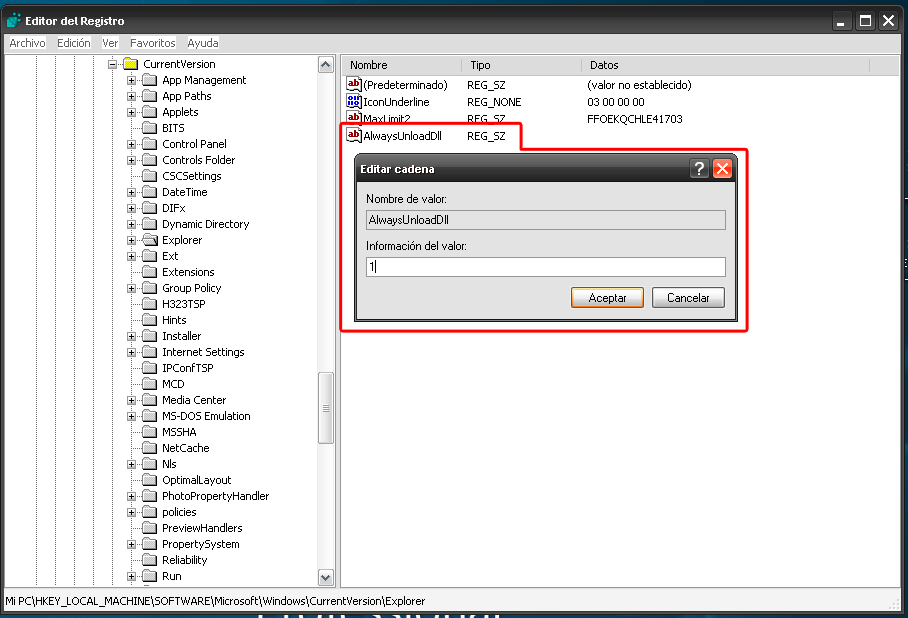 Editor del Registro
Archivo Edición Ver Favoritos Ayuda
CurrentVersion
App Management
App Paths
Applets
BITS
Control Panel
Controls Folder
CSCSettings
DateTime
DIFx
Dynamic Directory
Explorer
Ext
Extensions
Group Policy
H323TSP
Hints
Installer
Internet Settings
IPConfTSP
MCD
Media Center
MS-DOS Emulation
MSSHA
NetCache
Nls
OptimalLayout
PhotoPropertyHandler
policies
PreviewHandlers
PropertySystem
Reliability
Run
Nombre Tipo Datos
(Predeterminado) REG_SZ (valor no establecido)
IconUnderline REG_NONE 03 00 00 00
MaxLimit2 REG_SZ FFOEKQCHLE41703
AlwaysUnloadDll REG_SZ
Editar cadena
Nombre de valor:
AlwaysUnloadDll
Información del valor:
1
Aceptar Cancelar
Mi PC\HKEY_LOCAL_MACHINE\SOFTWARE\Microsoft\Windows\CurrentVersion\Explorer